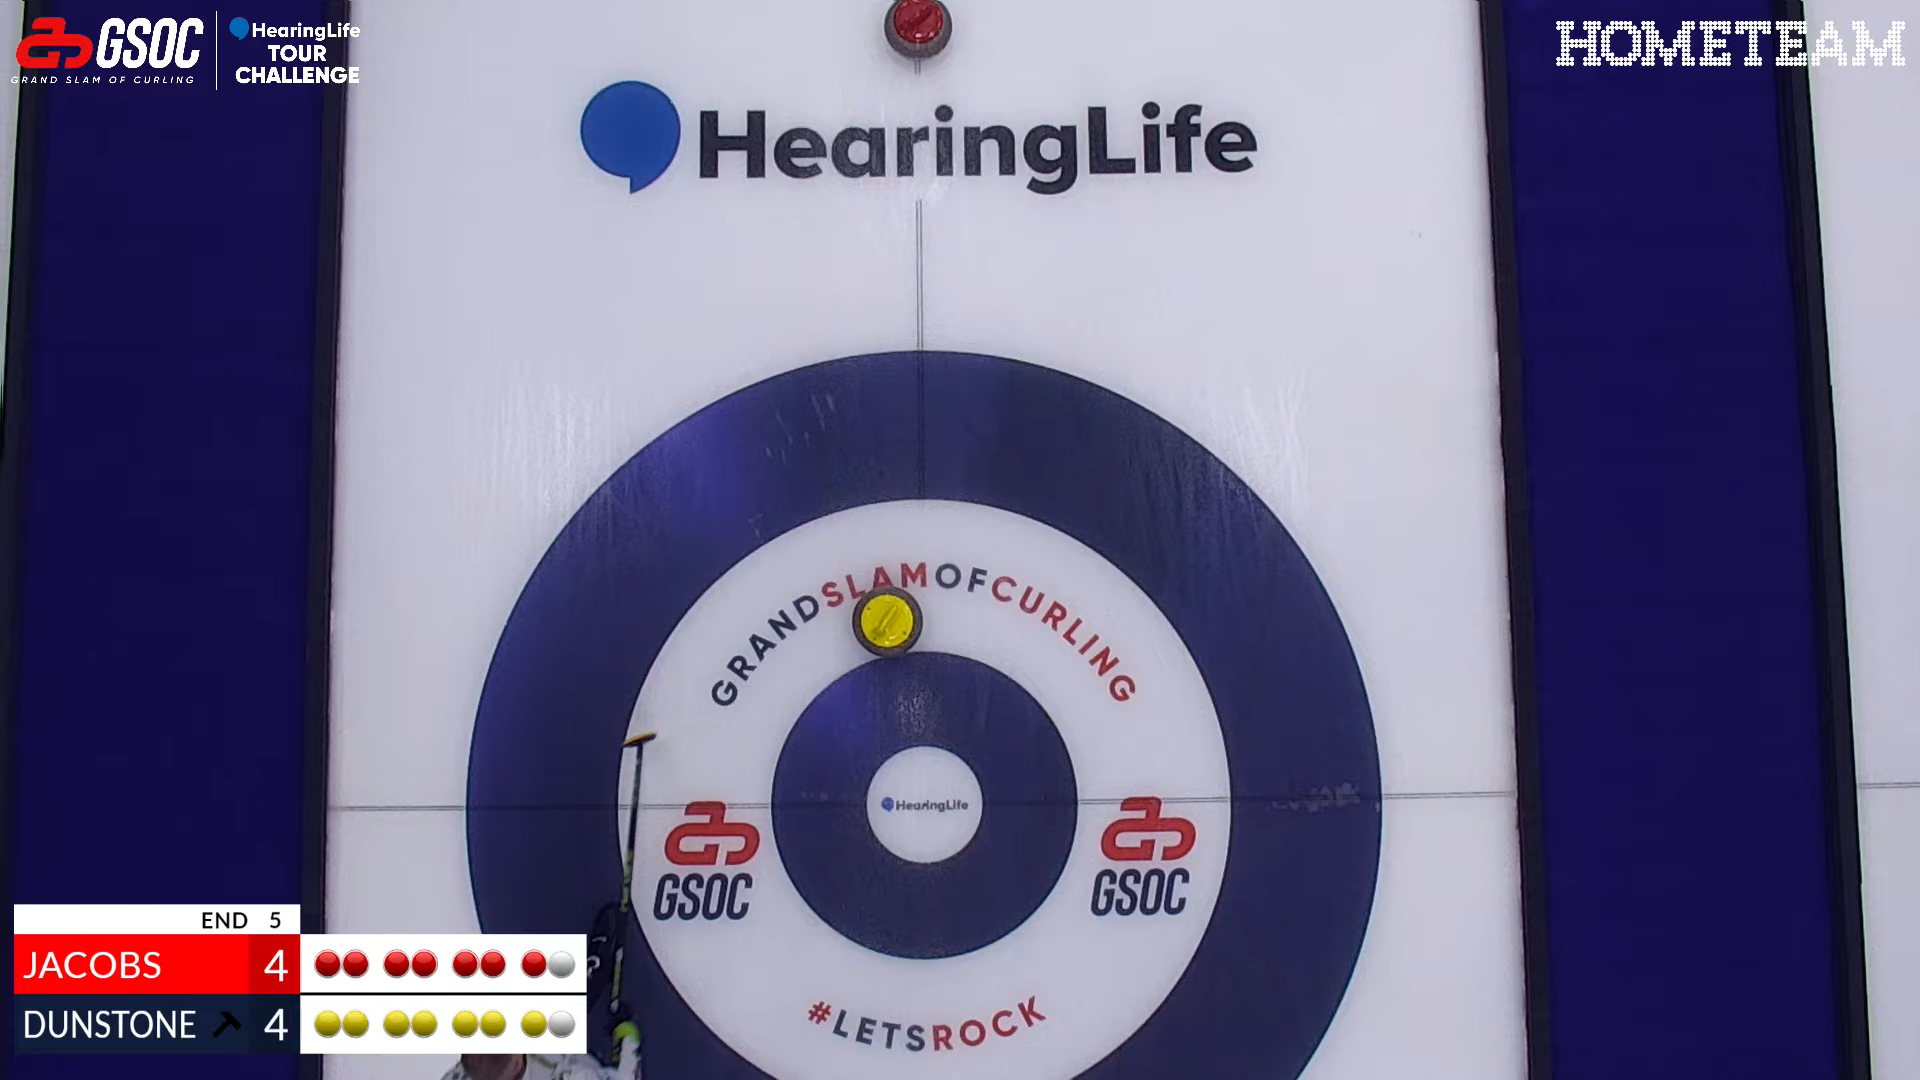 GSOC
GRAND SLAM OF CURLING
HearingLife
TOUR
CHALLENGE
HOMETEAM
HearingLife
GRANDSLAMOFCURLING
HearingLife
GSOC
GSOC
#LETSROCK
END 5
JACOBS 4
DUNSTONE 4